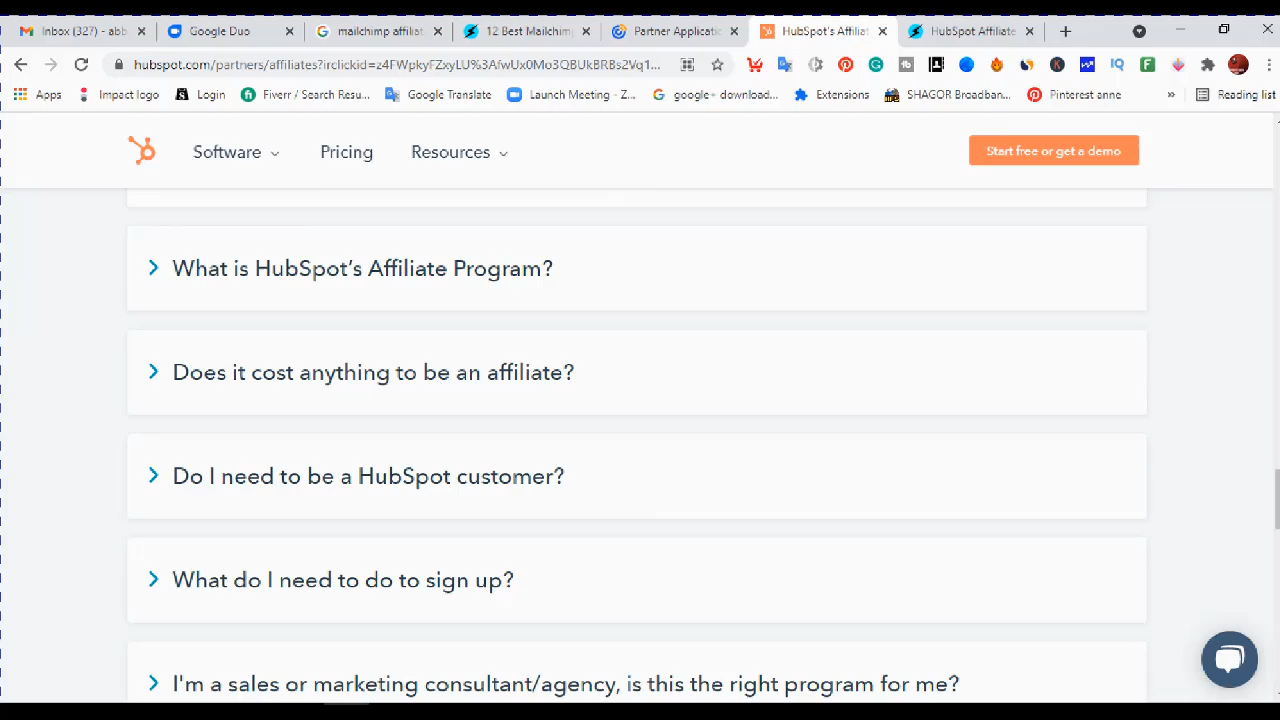 Inbox (327) - abb
Google Duo
mailchimp affiliat
12 Best Mailchimp
Partner Applicatio
HubSpot's Affiliat
HubSpot Affiliate
hubspot.com/partners/affiliates?irclickid=z4FWpkyFZxyLU%3AfwUx0Mo3QBUkBRBs2Vq1...
Apps
Impact logo
Login
Fiverr / Search Resu...
Google Translate
Launch Meeting - Z...
google+ download...
Extensions
SHAGOR Broadban...
Pinterest anne
»
Reading list
Software
Pricing
Resources
Start free or get a demo
What is HubSpot’s Affiliate Program?
Does it cost anything to be an affiliate?
Do I need to be a HubSpot customer?
What do I need to do to sign up?
I'm a sales or marketing consultant/agency, is this the right program for me?